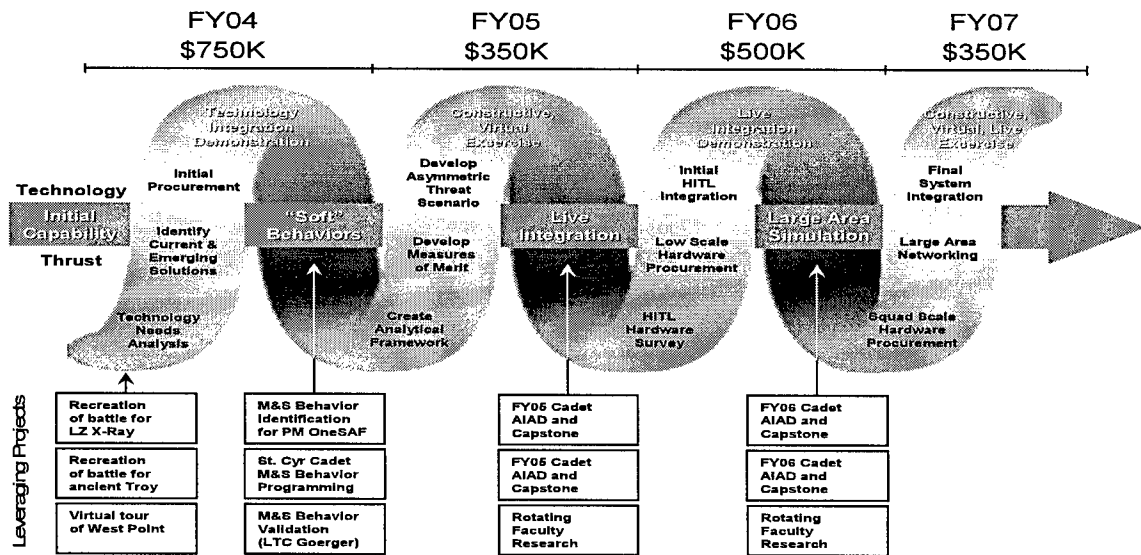 FY04
$750K
FY05
$350K
FY06
$500K
FY07
$350K
Technology
Integration
Demonstration
Initial
Procurement
Technology
Initial
Capability
Thrust
Identify
Current &
Emerging
Solutions
Technology
Needs
Analysis
"Soft"
Behaviors
Constructive,
Virtual
Excercise
Develop
Asymmetric
Threat
Scenario
Develop
Measures
of Merit
Create
Analytical
Framework
Live
Integration
Live
Integration
Demonstration
Initial
HITL
Integration
Low Scale
Hardware
Procurement
HITL
Hardware
Survey
Large Area
Simulation
Constructive,
Virtual, Live
Excercise
Final
System
Integration
Large Area
Networking
Squad Scale
Hardware
Procurement
Leveraging Projects
Recreation
of battle for
LZ X-Ray
Recreation
of battle for
ancient Troy
Virtual tour
of West Point
M&S Behavior
Identification
for PM OneSAF
St. Cyr Cadet
M&S Behavior
Programming
M&S Behavior
Validation
(LTC Goerger)
FY05 Cadet
AIAD and
Capstone
FY05 Cadet
AIAD and
Capstone
Rotating
Faculty
Research
FY06 Cadet
AIAD and
Capstone
FY06 Cadet
AIAD and
Capstone
Rotating
Faculty
Research